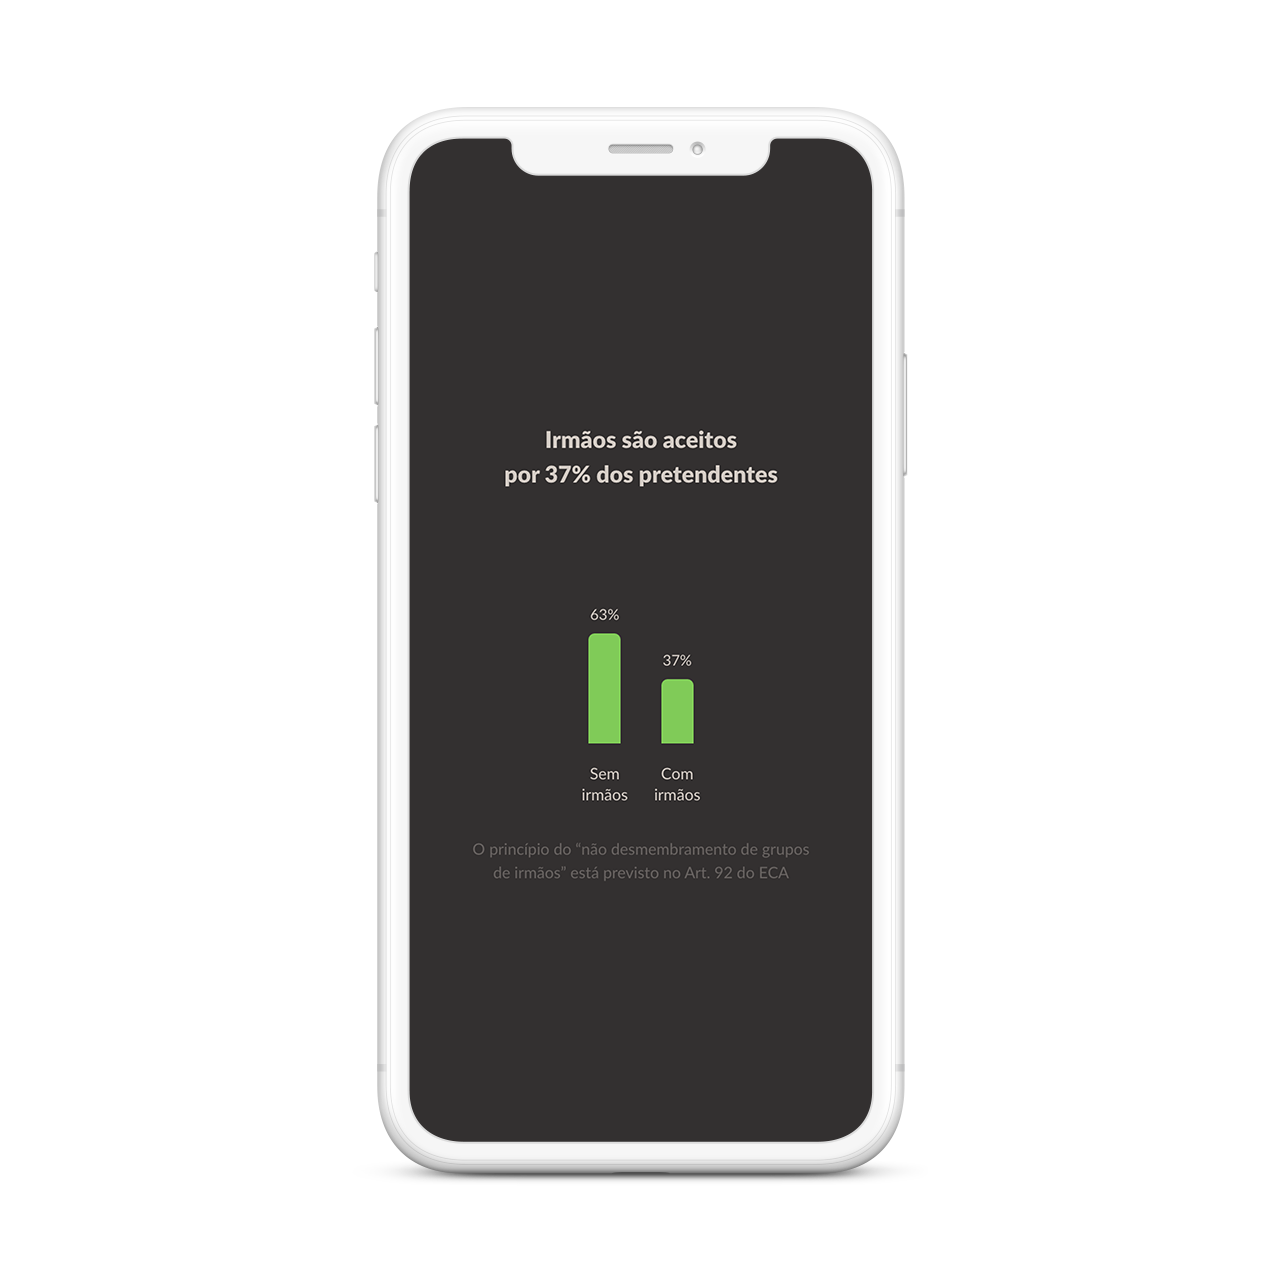 Irmãos são aceitos
por 37% dos pretendentes
63%
37%
Sem
irmãos
Com
irmãos
O princípio do “não desmembramento de grupos
de irmãos” está previsto no Art. 92 do ECA